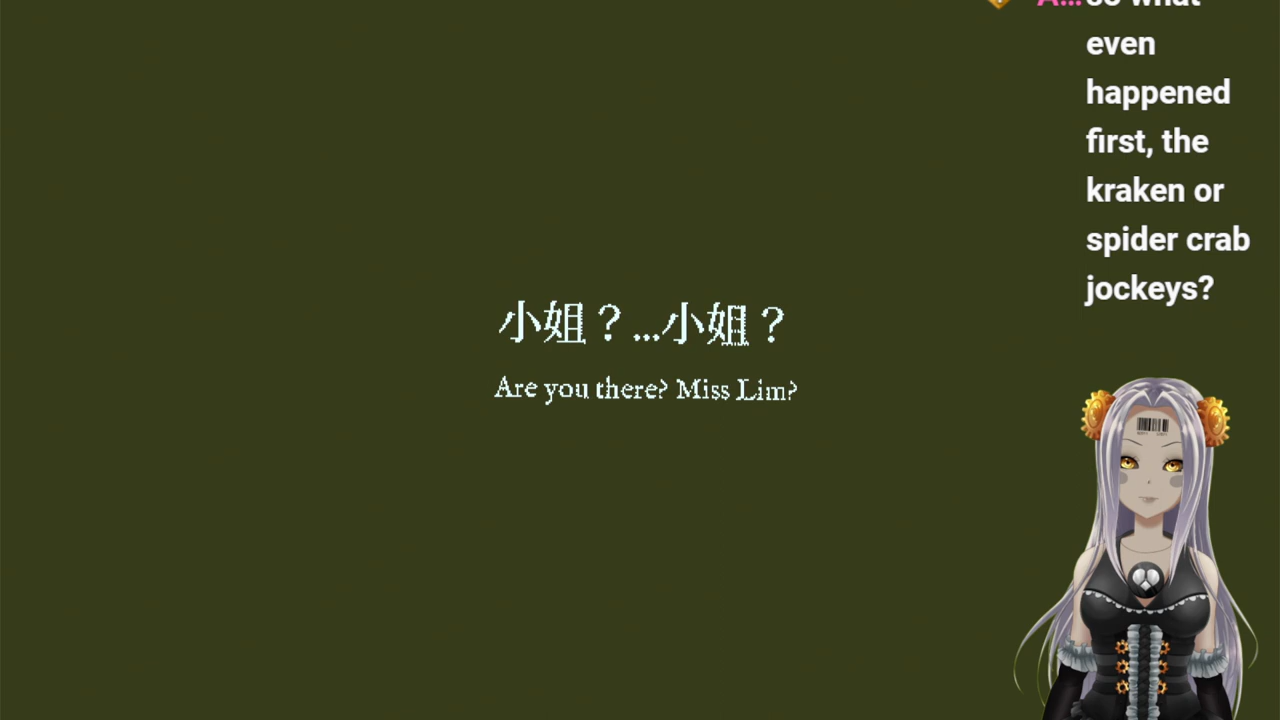 A... so what
even
happened
first, the
kraken or
spider crab
jockeys?
小姐？...小姐？
Are you there? Miss Lim?